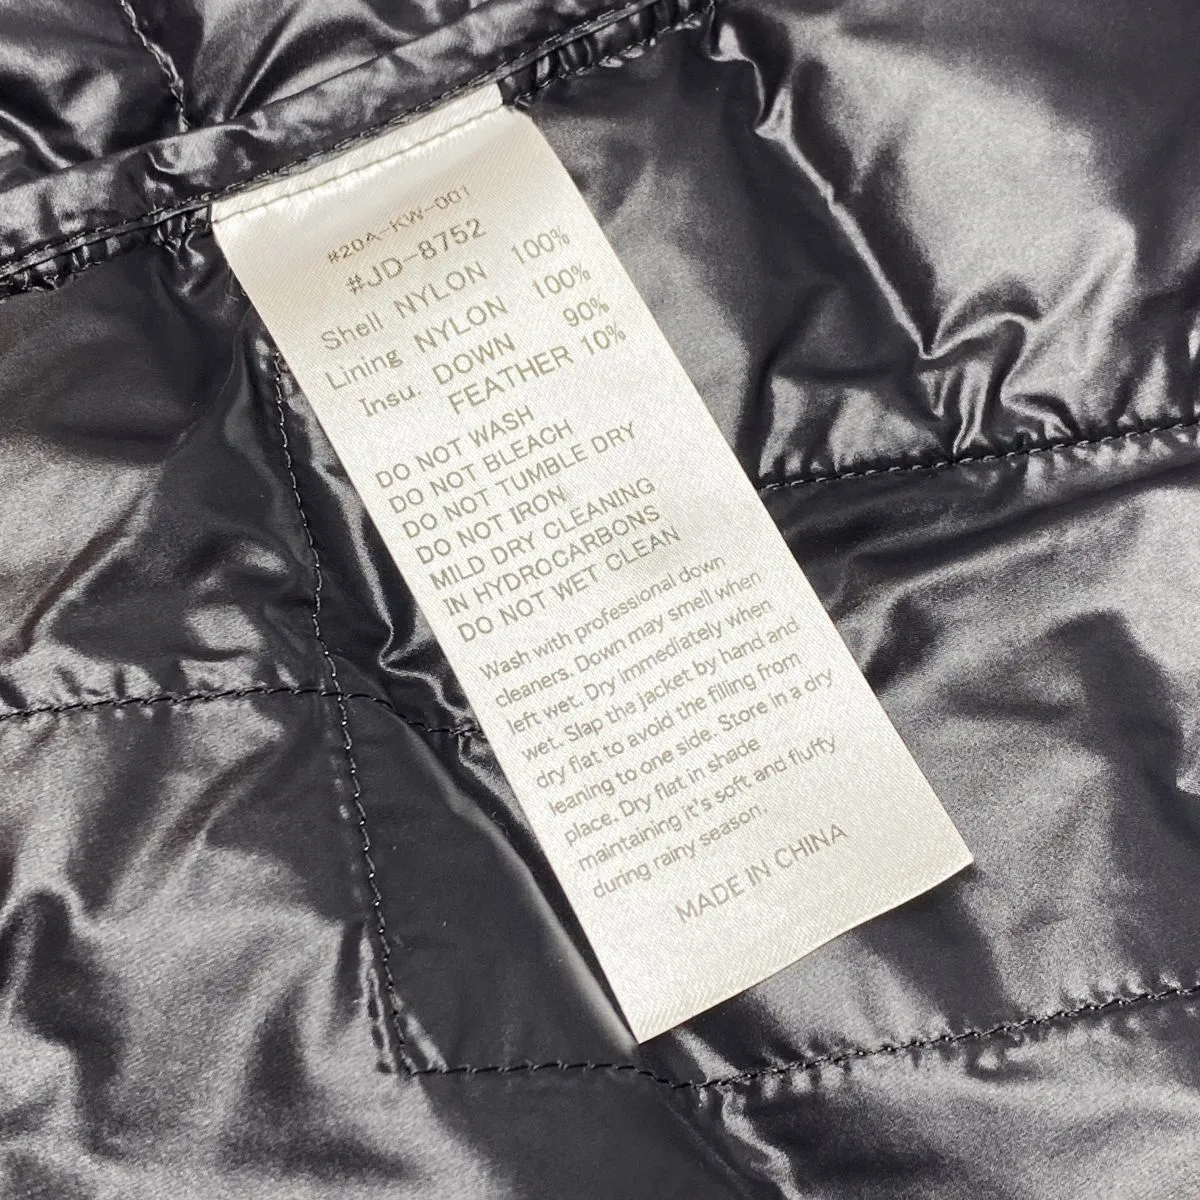 #20A-KW-001
#JD-8752
Shell NYLON 100%
Lining NYLON 100%
Insu. DOWN 90%
FEATHER 10%
DO NOT WASH
DO NOT BLEACH
DO NOT TUMBLE DRY
DO NOT IRON
MILD DRY CLEANING
IN HYDROCARBONS
DO NOT WET CLEAN
Wash with professional down
cleaners. Down may smell when
left wet. Dry immediately when
wet. Slap the jacket by hand and
dry flat to avoid the filling from
leaning to one side. Store in a dry
place. Dry flat in shade
maintaining it's soft and fluffy
during rainy season.
MADE IN CHINA